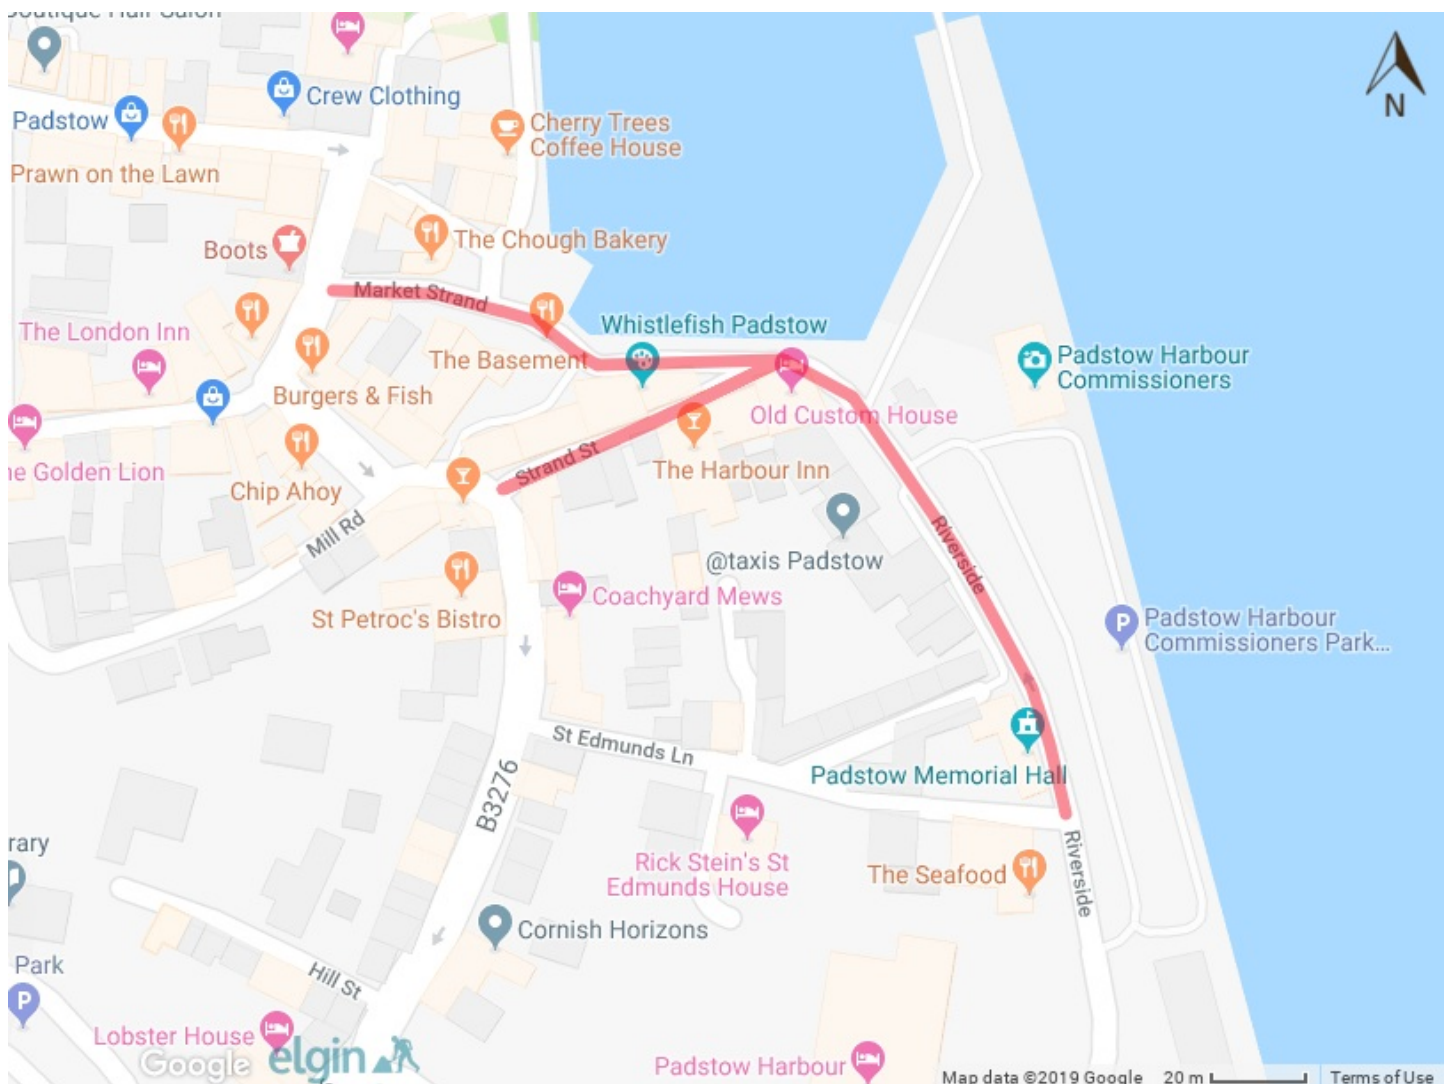 Boutique Hair Salon
Crew Clothing
Padstow
Cherry Trees
Coffee House
N
Prawn on the Lawn
Boots
The Chough Bakery
Market Strand
The London Inn
Whistlefish Padstow
The Basement
Padstow Harbour
Commissioners
Burgers & Fish
Old Custom House
ne Golden Lion
Strand St
The Harbour Inn
Chip Ahoy
Mill Rd
Riverside
@taxis Padstow
Coachyard Mews
St Petroc's Bistro
P
Padstow Harbour
Commissioners Park...
St Edmunds Ln
Padstow Memorial Hall
B3276
rary
Rick Stein's St
Edmunds House
The Seafood
Riverside
Cornish Horizons
Park
P
Hill St
Lobster House
Google
elgin
Padstow Harbour
Map data ©2019 Google
20 m
Terms of Use